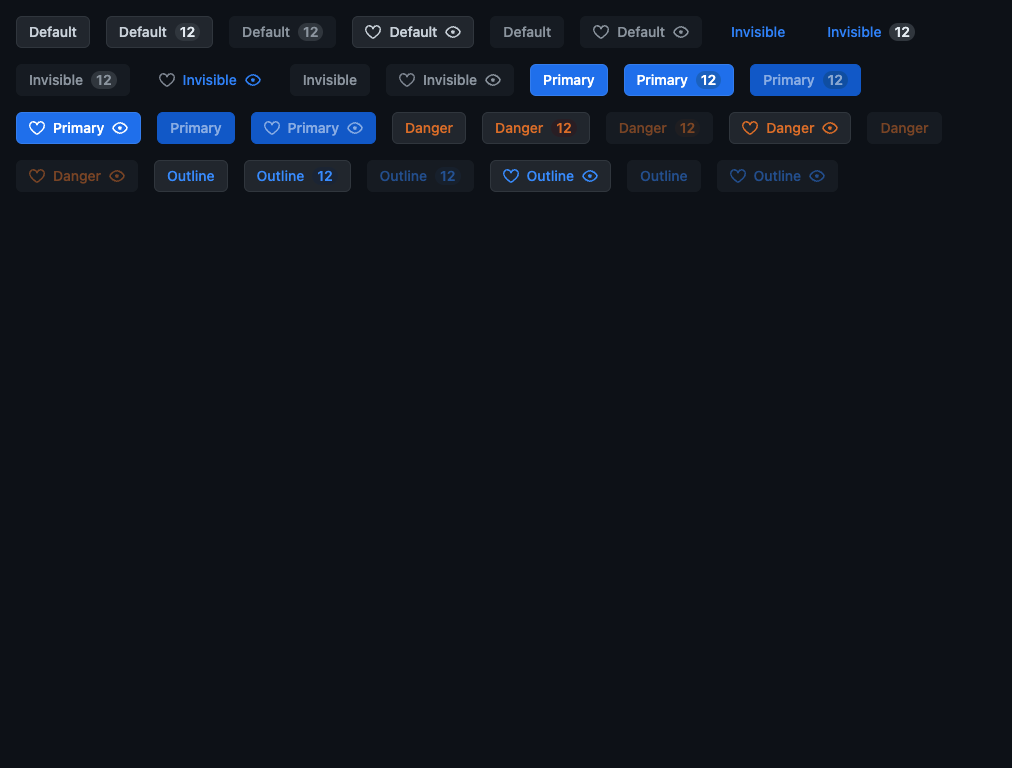 Default Default 12 Default 12 Default Default Default Invisible Invisible 12
Invisible 12 Invisible Invisible Invisible Primary Primary 12 Primary 12
Primary Primary Primary Danger Danger 12 Danger 12 Danger Danger
Danger Outline Outline 12 Outline 12 Outline Outline Outline